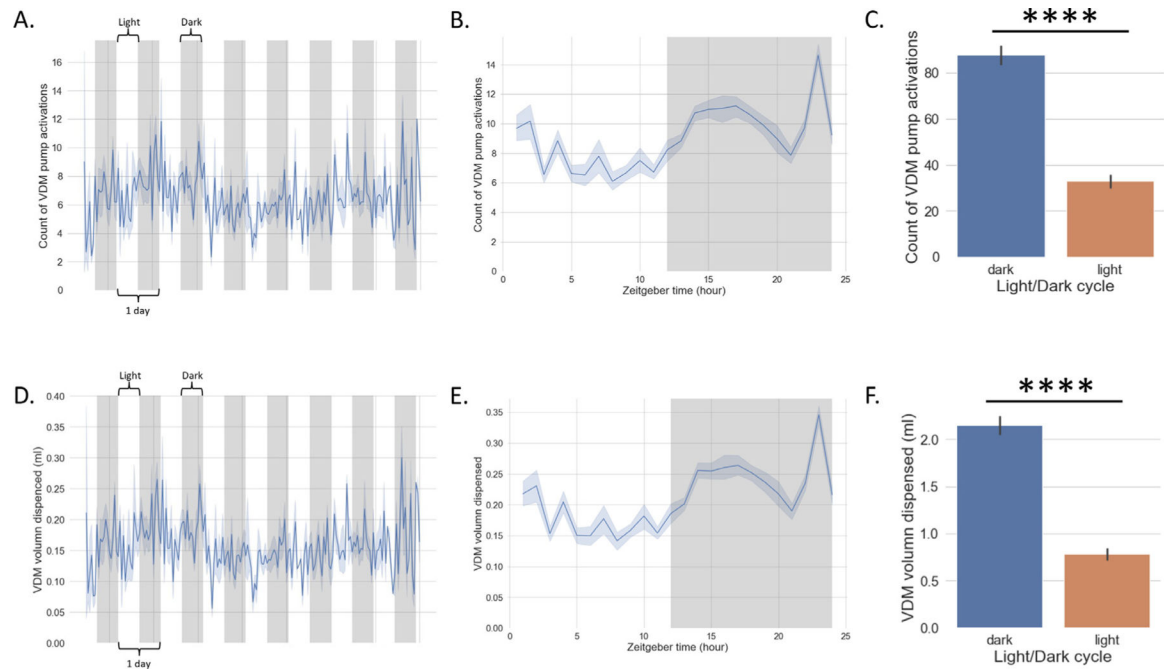 A.
Light
Dark
Count of VDM pump activations
16
14
12
10
8
6
4
2
0
1 day
B.
Count of VDM pump activations
14
12
10
8
6
4
2
0
0 5 10 15 20 25
Zeitgeber time (hour)
C.
****
Count of VDM pump activations
80
60
40
20
0
dark light
Light/Dark cycle
D.
Light
Dark
VDM volumn dispenced (ml)
0.40
0.35
0.30
0.25
0.20
0.15
0.10
0.05
0.00
1 day
E.
VDM volumn dispensed
0.35
0.30
0.25
0.20
0.15
0.10
0.05
0.00
0 5 10 15 20 25
Zeitgeber time (hour)
F.
****
VDM volumn dispensed (ml)
2.0
1.5
1.0
0.5
0.0
dark light
Light/Dark cycle